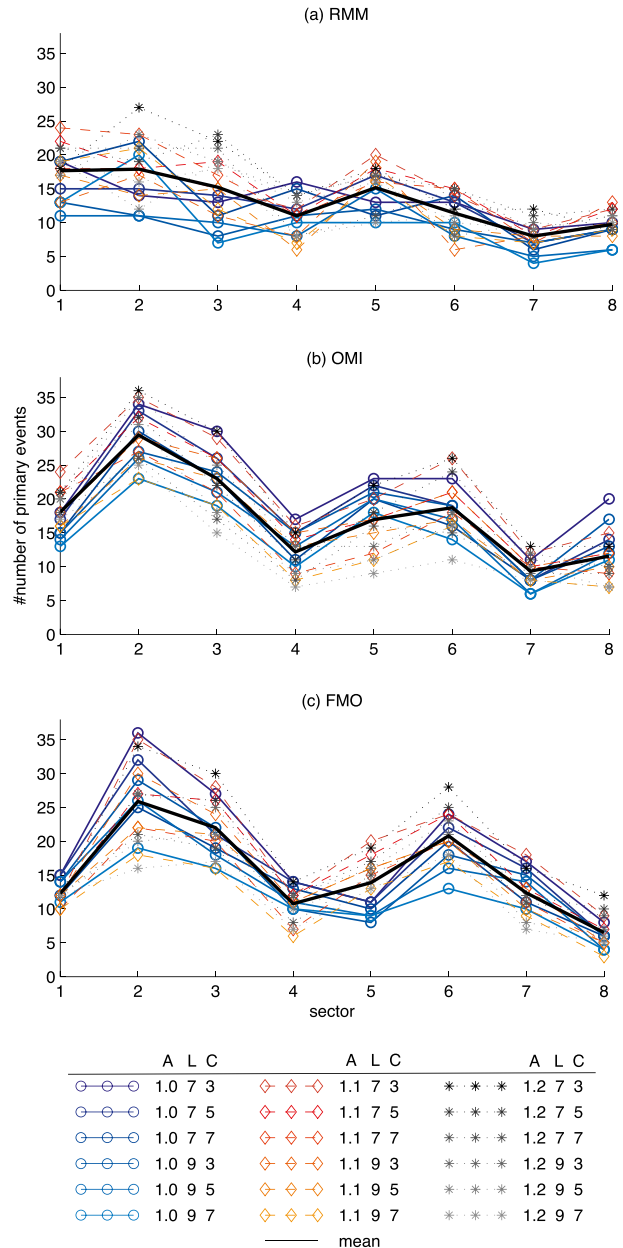 (a) RMM
35
30
25
20
15
10
5
0
1 2 3 4 5 6 7 8
(b) OMI
#number of primary events
35
30
25
20
15
10
5
0
1 2 3 4 5 6 7 8
(c) FMO
35
30
25
20
15
10
5
0
1 2 3 4 5 6 7 8
sector
A L C A L C A L C
1.0 7 3 1.1 7 3 1.2 7 3
1.0 7 5 1.1 7 5 1.2 7 5
1.0 7 7 1.1 7 7 1.2 7 7
1.0 9 3 1.1 9 3 1.2 9 3
1.0 9 5 1.1 9 5 1.2 9 5
1.0 9 7 1.1 9 7 1.2 9 7
mean